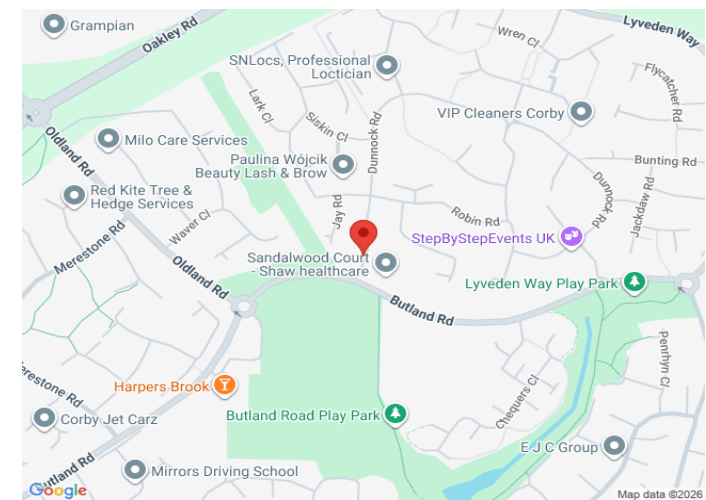 Grampian
Oakley Rd
Wren Cl
Lyveden Way
SNLocs, Professional
Loctician
Flycatcher Rd
Lark Cl
Siskin Cl
Dunnock Rd
VIP Cleaners Corby
Oldland Rd
Milo Care Services
Paulina Wójcik
Beauty Lash & Brow
Bunting Rd
Red Kite Tree &
Hedge Services
Jay Rd
Robin Rd
Dunnock Rd
Jackdaw Rd
Waver Cl
Merestone Rd
StepByStepEvents UK
Sandalwood Court
- Shaw healthcare
Oldland Rd
Lyveden Way Play Park
Butland Rd
Penrhyn Cl
Merestone Rd
Harpers Brook
Chequers Cl
Corby Jet Carz
Butland Road Play Park
E J C Group
Butland Rd
Mirrors Driving School
Google
Map data ©2026